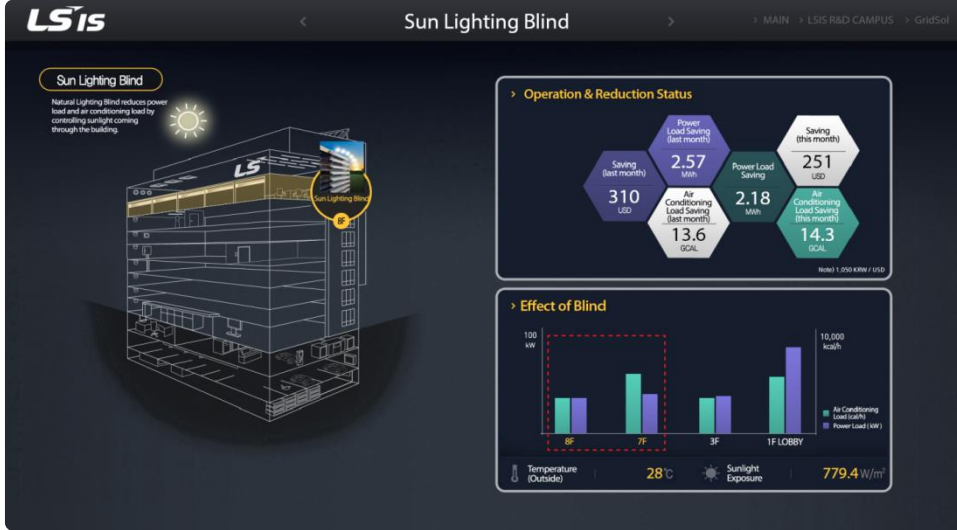 LSIS
<
Sun Lighting Blind
>
> MAIN > LSIS R&D CAMPUS > GridSol
Sun Lighting Blind
Natural Lighting Blind reduces power
load and air conditioning load by
controlling sunlight coming
through the building.
LS
Sun Lighting Blind
8F
> Operation & Reduction Status
Saving
(last month)
310
USD
Power
Load Saving
(last month)
2.57
MWh
Air
Conditioning
Load Saving
(last month)
13.6
GCAL
Power Load
Saving
2.18
MWh
Saving
(this month)
251
USD
Air
Conditioning
Load Saving
(this month)
14.3
GCAL
Note) 1,050 KRW / USD
> Effect of Blind
100
kW
10,000
kcal/h
Air Conditioning
Load (cal/h)
Power Load ( kW )
8F
7F
3F
1F LOBBY
Temperature
(Outside)
28℃
Sunlight
Exposure
779.4 W/m²